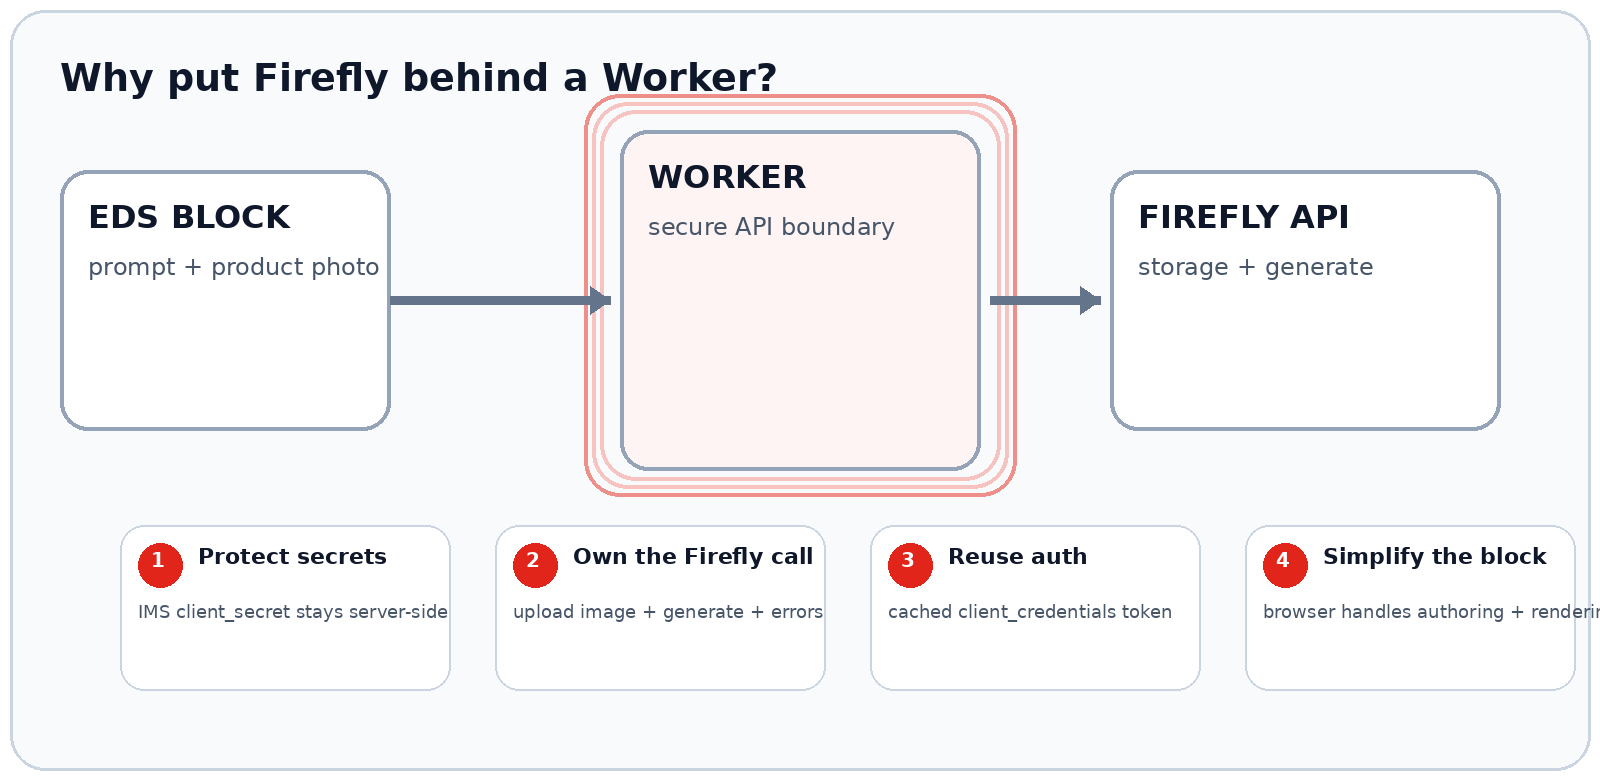 Why put Firefly behind a Worker?
EDS BLOCK
prompt + product photo
WORKER
secure API boundary
FIREFLY API
storage + generate
1 Protect secrets
IMS client_secret stays server-side
2 Own the Firefly call
upload image + generate + errors
3 Reuse auth
cached client_credentials token
4 Simplify the block
browser handles authoring +